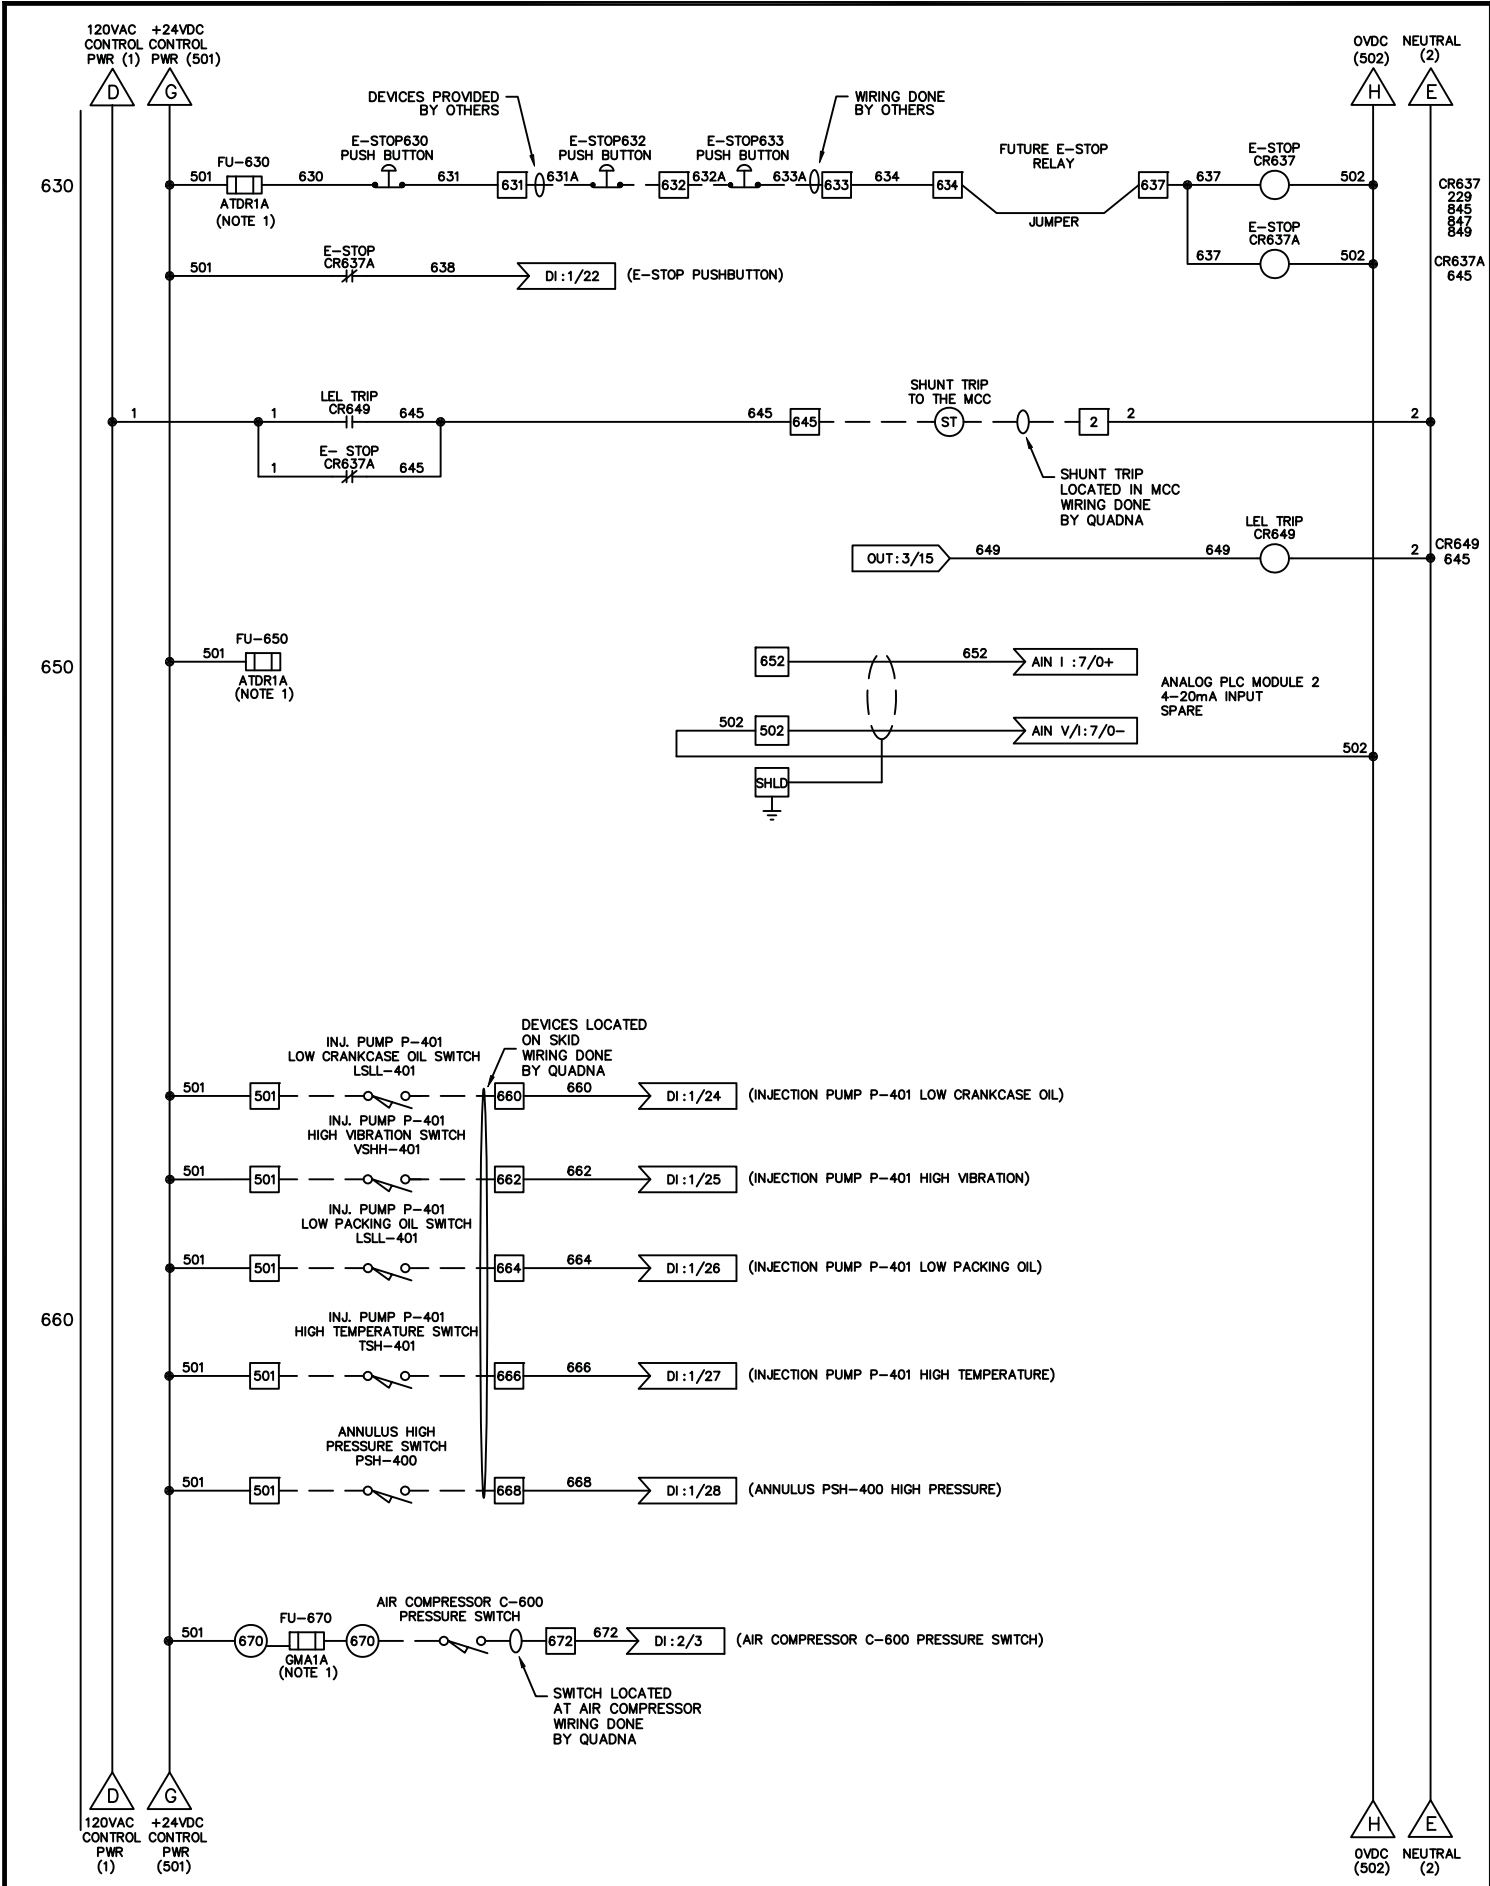 120VAC +24VDC
CONTROL CONTROL
PWR (1) PWR (501)
D G
0VDC NEUTRAL
(502) (2)
H E
DEVICES PROVIDED
BY OTHERS
WIRING DONE
BY OTHERS
E-STOP630
PUSH BUTTON
E-STOP632
PUSH BUTTON
E-STOP633
PUSH BUTTON
FUTURE E-STOP
RELAY
E-STOP
CR637
630
501 FU-630 630 631 631 631A 632 632A 633A 633 634 634 637 637 502
ATDR1A
(NOTE 1)
JUMPER
CR637
229
845
847
849
E-STOP
CR637A
637 502
CR637A
645
501 E-STOP
CR637A
638 DI:1/22 (E-STOP PUSHBUTTON)
LEL TRIP
CR649
1 1 645 645 645
SHUNT TRIP
TO THE MCC
ST 2 2 2
E- STOP
CR637A
1 645
SHUNT TRIP
LOCATED IN MCC
WIRING DONE
BY QUADNA
OUT:3/15 649 649
LEL TRIP
CR649
2 CR649
645
650
501 FU-650
ATDR1A
(NOTE 1)
652 652 AIN I :7/0+
ANALOG PLC MODULE 2
4-20mA INPUT
SPARE
502 502 AIN V/I:7/0-
502
SHLD
DEVICES LOCATED
ON SKID
WIRING DONE
BY QUADNA
INJ. PUMP P-401
LOW CRANKCASE OIL SWITCH
LSLL-401
501 501 660 660 DI:1/24 (INJECTION PUMP P-401 LOW CRANKCASE OIL)
INJ. PUMP P-401
HIGH VIBRATION SWITCH
VSHH-401
501 501 662 662 DI:1/25 (INJECTION PUMP P-401 HIGH VIBRATION)
INJ. PUMP P-401
LOW PACKING OIL SWITCH
LSLL-401
501 501 664 664 DI:1/26 (INJECTION PUMP P-401 LOW PACKING OIL)
660
INJ. PUMP P-401
HIGH TEMPERATURE SWITCH
TSH-401
501 501 666 666 DI:1/27 (INJECTION PUMP P-401 HIGH TEMPERATURE)
ANNULUS HIGH
PRESSURE SWITCH
PSH-400
501 501 668 668 DI:1/28 (ANNULUS PSH-400 HIGH PRESSURE)
AIR COMPRESSOR C-600
PRESSURE SWITCH
501 670 FU-670 670 672 672 DI:2/3 (AIR COMPRESSOR C-600 PRESSURE SWITCH)
GMA1A
(NOTE 1)
SWITCH LOCATED
AT AIR COMPRESSOR
WIRING DONE
BY QUADNA
D G
120VAC +24VDC
CONTROL CONTROL
PWR PWR
(1) (501)
H E
0VDC NEUTRAL
(502) (2)